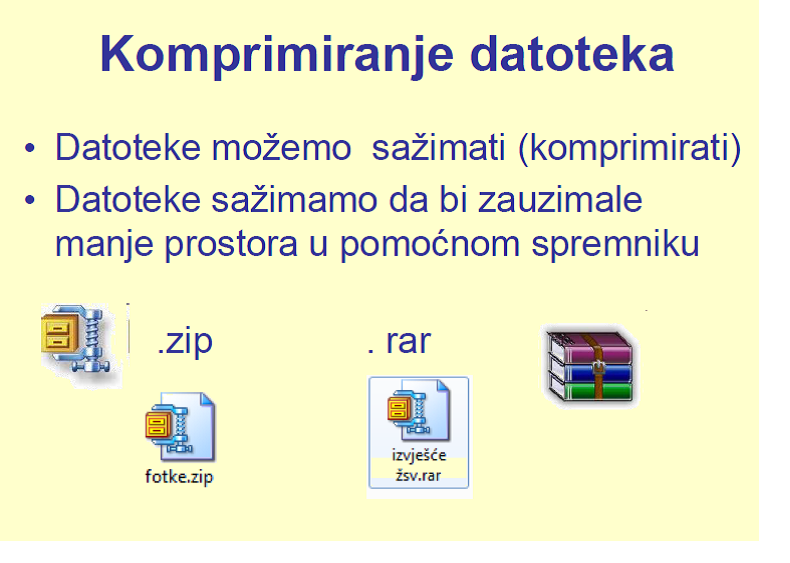 Komprimiranje datoteka
• Datoteke možemo  sažimati (komprimirati)
• Datoteke sažimamo da bi zauzimale
manje prostora u pomoćnom spremniku
.zip
. rar
fotke.zip
izvješće
žsv.rar